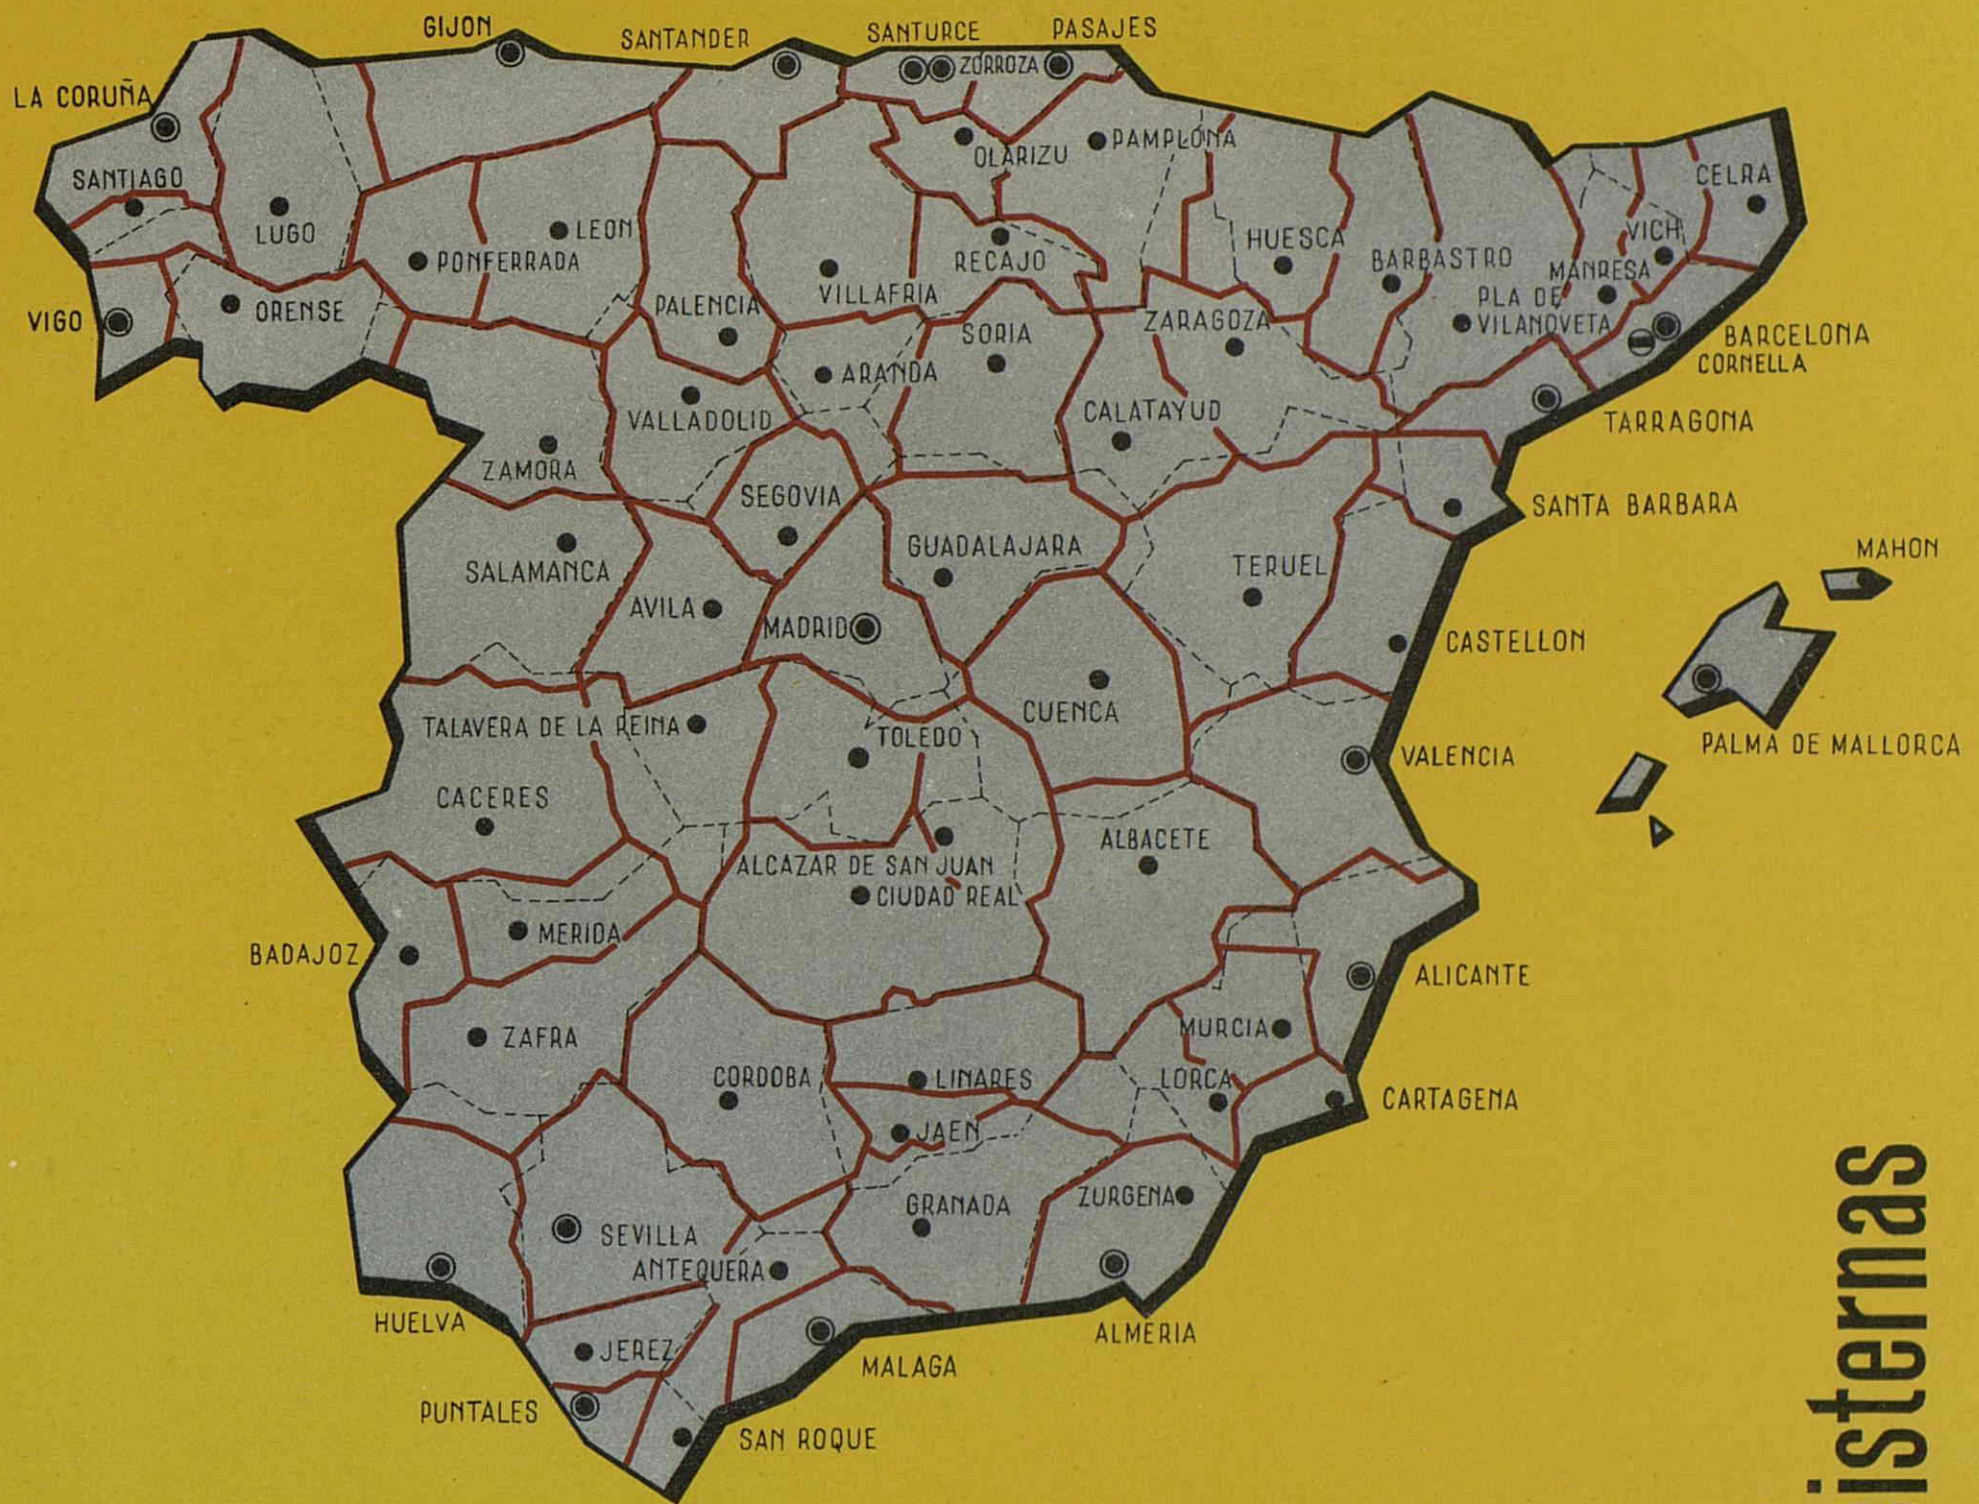 GIJON
SANTANDER
SANTURCE
PASAJES
ZORROZA
LA CORUÑA
OLARIZU
PAMPLONA
SANTIAGO
CELRA
LUGO
LEON
HUESCA
VICH
PONFERRADA
RECAJO
BARBASTRO
MANRESA
VILLAFRIA
PLA DE
VILANOVETA
VIGO
ORENSE
PALENCIA
SORIA
ZARAGOZA
BARCELONA
CORNELLA
ARANDA
VALLADOLID
CALATAYUD
TARRAGONA
ZAMORA
SEGOVIA
SANTA BARBARA
SALAMANCA
GUADALAJARA
TERUEL
MAHON
AVILA
MADRID
CASTELLON
CUENCA
TALAVERA DE LA REINA
TOLEDO
PALMA DE MALLORCA
VALENCIA
CACERES
ALBACETE
ALCAZAR DE SAN JUAN
CIUDAD REAL
MERIDA
BADAJOZ
ALICANTE
ZAFRA
MURCIA
CORDOBA
LINARES
LORCA
CARTAGENA
JAEN
ZURGENA
GRANADA
SEVILLA
ANTEQUERA
HUELVA
ALMERIA
JEREZ
MALAGA
PUNTALES
SAN ROQUE
isternas